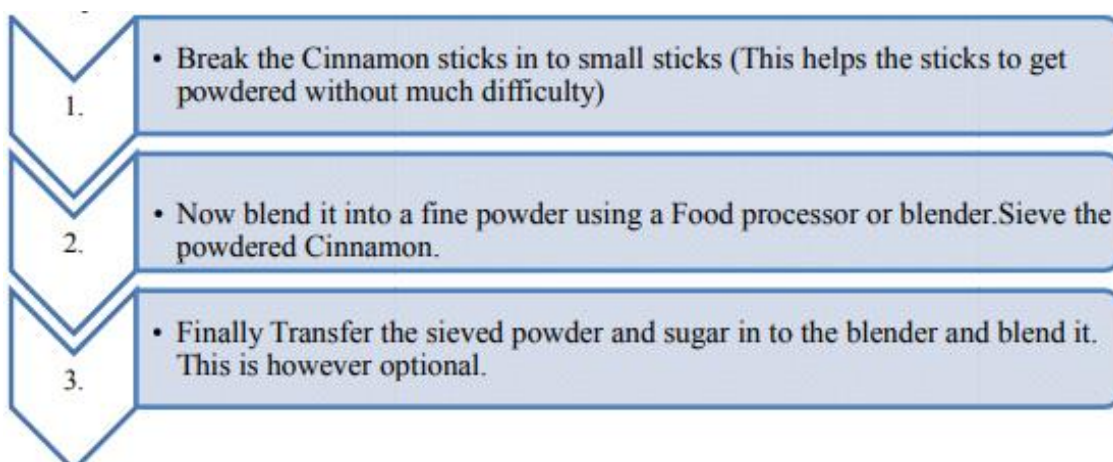 1.
• Break the Cinnamon sticks in to small sticks (This helps the sticks to get
powdered without much difficulty)
2.
• Now blend it into a fine powder using a Food processor or blender.Sieve the
powdered Cinnamon.
3.
• Finally Transfer the sieved powder and sugar in to the blender and blend it.
This is however optional.